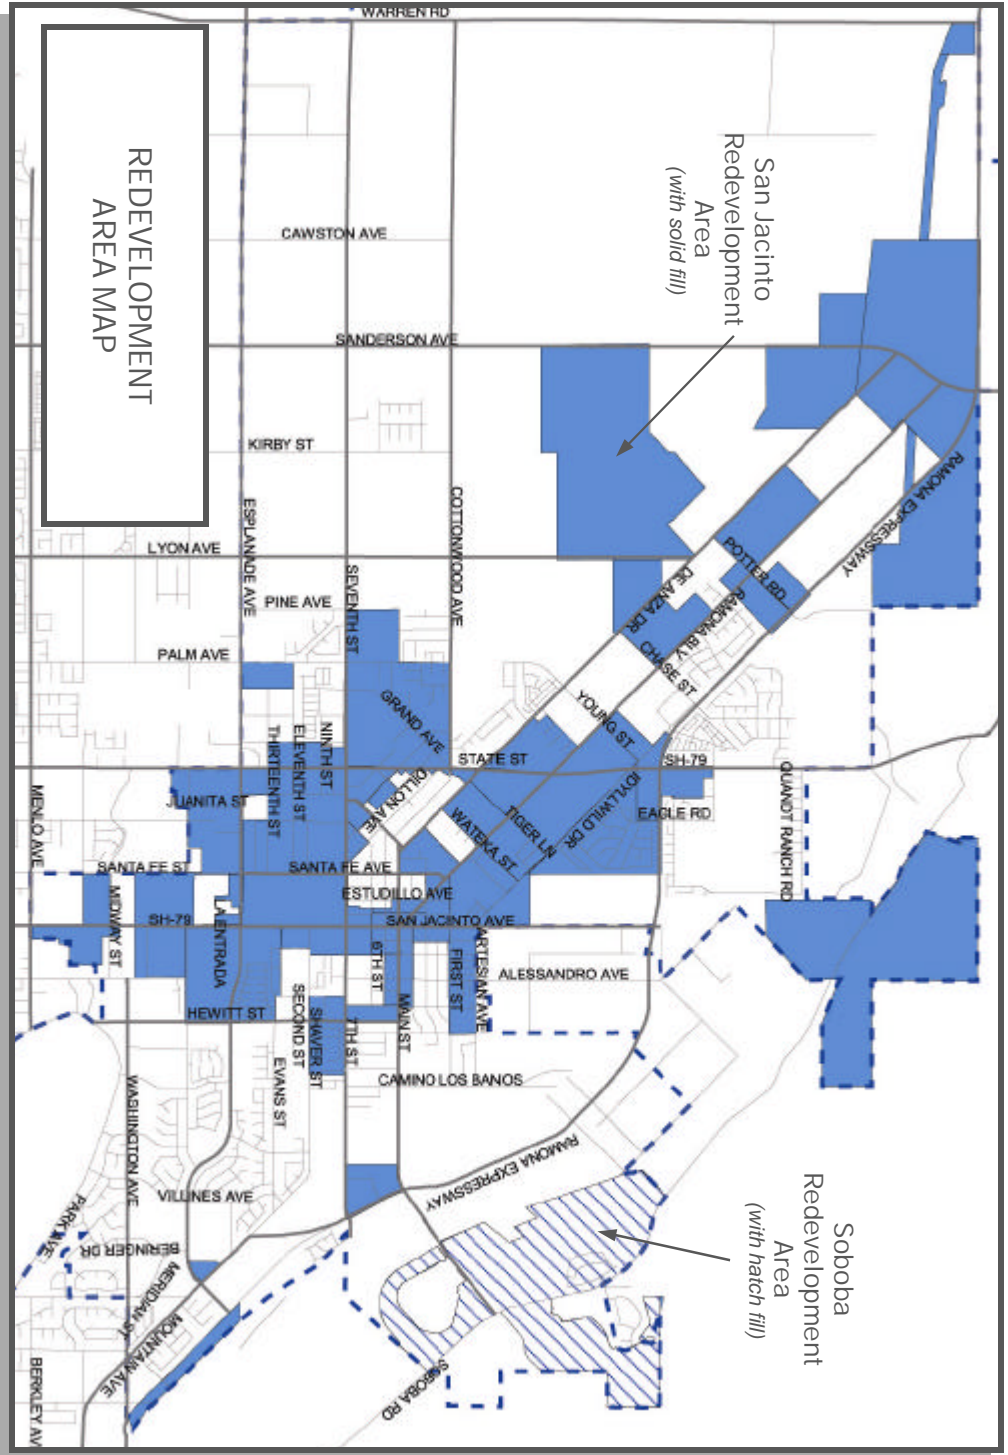 WARREN RD
REDEVELOPMENT
AREA MAP
San Jacinto
Redevelopment
Area
(with solid fill)
CAWSTON AVE
SANDERSON AVE
KIRBY ST
ESPLANADE AVE
COTTONWOOD AVE
RAMONA EXPRESSWAY
LYON AVE
SEVENTH ST
POTTER RD
DE ANZA DR
RAMONA BLV
PINE AVE
PALM AVE
CHASE ST
GRAND AVE
YOUNG ST
NINTH ST
ELEVENTH ST
THIRTEENTH ST
STATE ST
SH-79
IDYLLWILD DR
QUANDT RANCH RD
MENLO AVE
JUANITA ST
DILLON AVE
WATEKA ST
TIGER LN
EAGLE RD
SANTA FE ST
SANTA FE AVE
ESTUDILLO AVE
MIDWAY ST
SH-79
LA ENTRADA
SAN JACINTO AVE
6TH ST
FIRST ST
ARTESIAN AVE
ALESSANDRO AVE
HEWITT ST
SECOND ST
SHAVER ST
7TH ST
MAIN ST
EVANS ST
CAMINO LOS BANOS
WASHINGTON AVE
RAMONA EXPRESSWAY
VILLINES AVE
PARK AVE
BERINGER DR
MERIDIAN ST
MOUNTAIN AVE
Soboba
Redevelopment
Area
(with hatch fill)
SOBOBA RD
BERKLEY AV